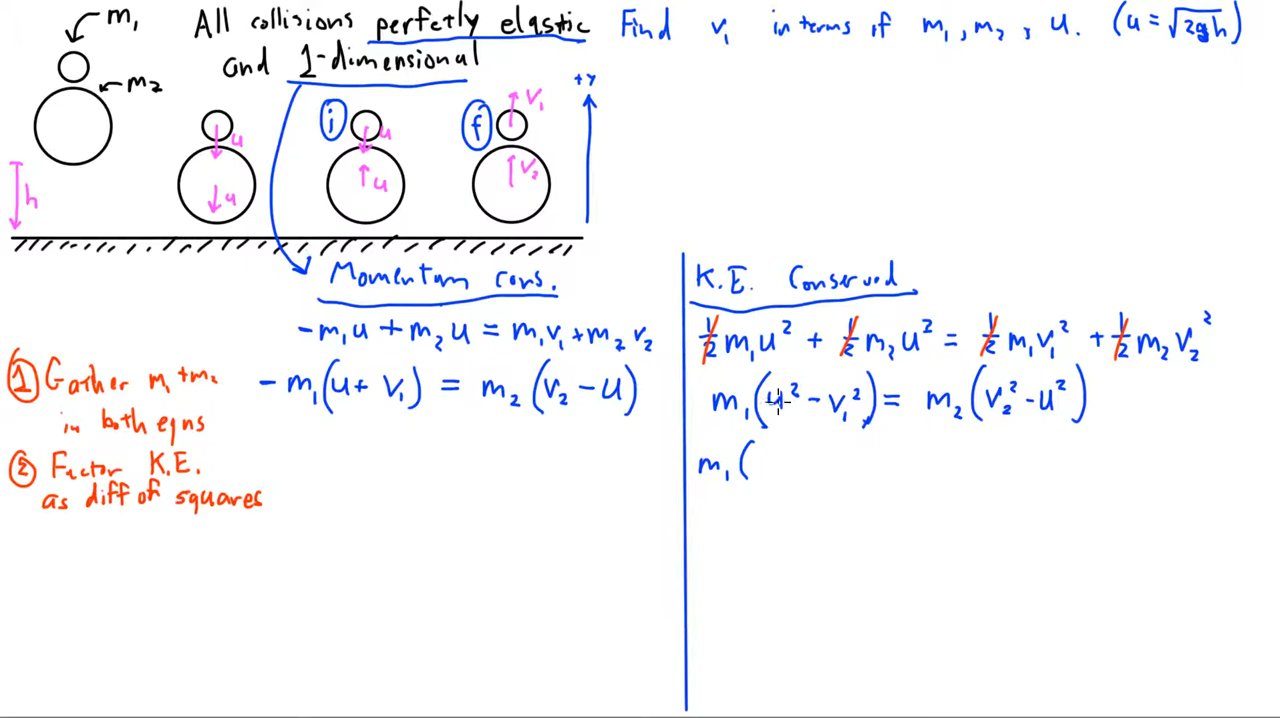 m₁
All collisions perfectly elastic
and 1-dimensional
Find v₁ in terms if m₁, m₂, u. (u = √2gh)
m₂
h
u
u
i
u
u
f
v₁
v₂
+y
Momentum cons.
-m₁u + m₂u = m₁v₁ + m₂v₂
-m₁(u + v₁) = m₂(v₂ - u)
① Gather m₁ + m₂
in both eqns
② Factor K.E.
as diff of squares
K.E. Conserved
½m₁u² + ½m₂u² = ½m₁v₁² + ½m₂v₂²
m₁(u² - v₁²) = m₂(v₂² - u²)
m₁(